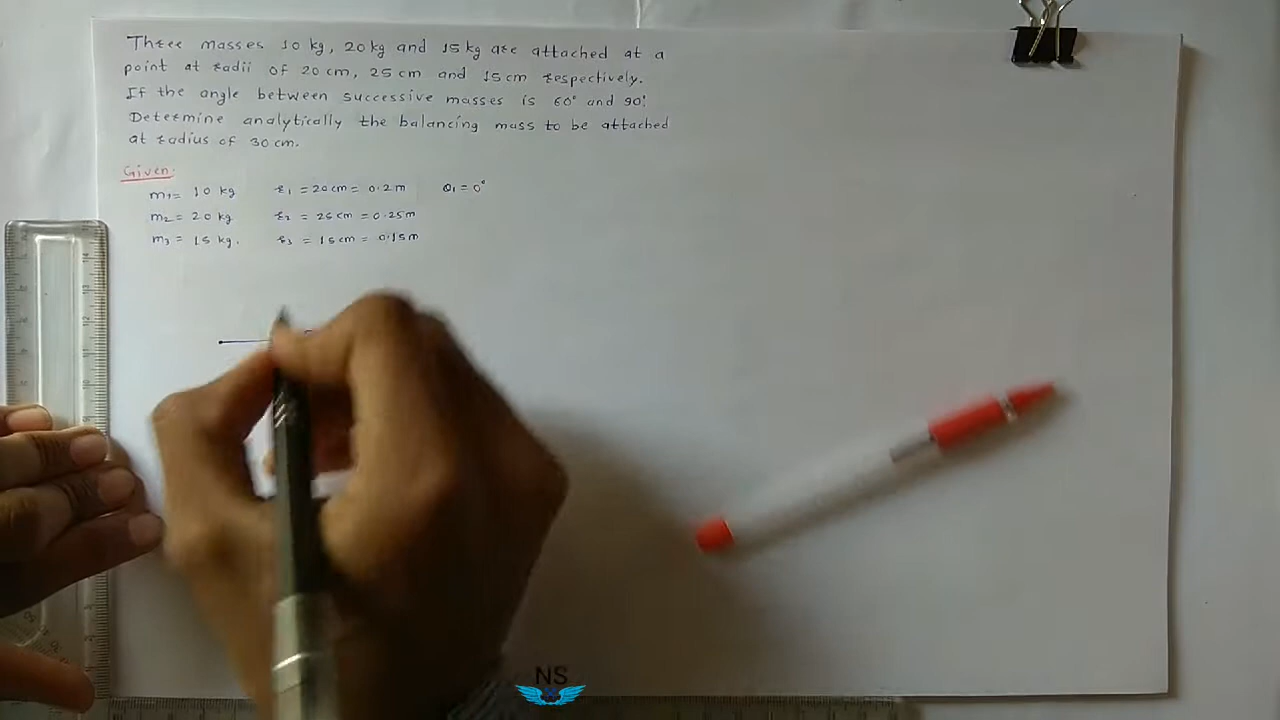 Three masses 10 kg, 20 kg and 15 kg are attached at a
point at radii of 20 cm, 25 cm and 15 cm respectively.
If the angle between successive masses is 60° and 90°.
Determine analytically the balancing mass to be attached
at radius of 30 cm.
Given:
m1= 10 kg r1 = 20 cm = 0.2 m θ1 = 0°
m2 = 20 kg r2 = 25 cm = 0.25 m
m3 = 15 kg. r3 = 15 cm = 0.15 m
NS